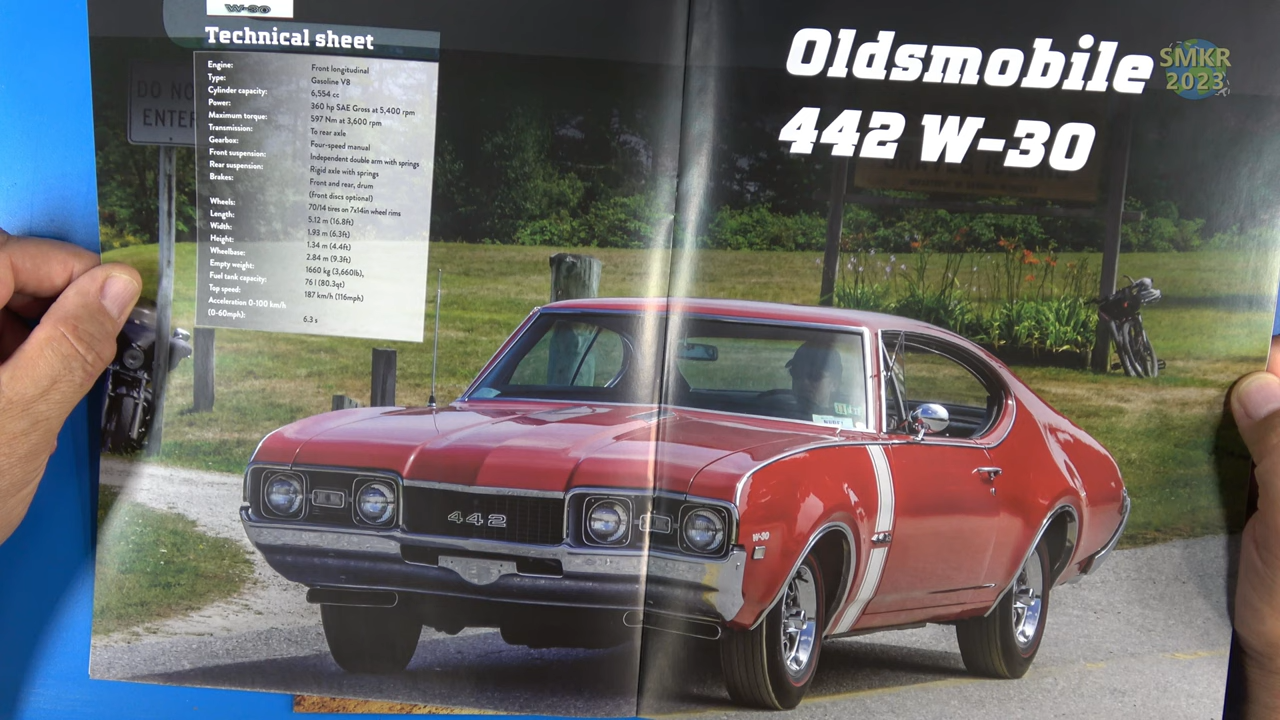 W-30
Technical sheet
Engine: Front longitudinal
Type: Gasoline V8
Cylinder capacity: 6,554 cc
Power: 360 hp SAE Gross at 5,400 rpm
Maximum torque: 597 Nm at 3,600 rpm
Transmission: To rear axle
Gearbox: Four-speed manual
Front suspension: Independent double arm with springs
Rear suspension: Rigid axle with springs
Brakes: Front and rear, drum
(front discs optional)
Wheels: 70/14 tires on 7x14in wheel rims
Length: 5.12 m (16.8ft)
Width: 1.93 m (6.3ft)
Height: 1.34 m (4.4ft)
Wheelbase: 2.84 m (9.3ft)
Empty weight: 1660 kg (3,660lb),
Fuel tank capacity: 76 l (80.3qt)
Top speed: 187 km/h (116mph)
Acceleration 0-100 km/h
(0-60mph): 6.3 s
DO NO
ENTER
Oldsmobile
442 W-30
SMKR
2023
442
W-30